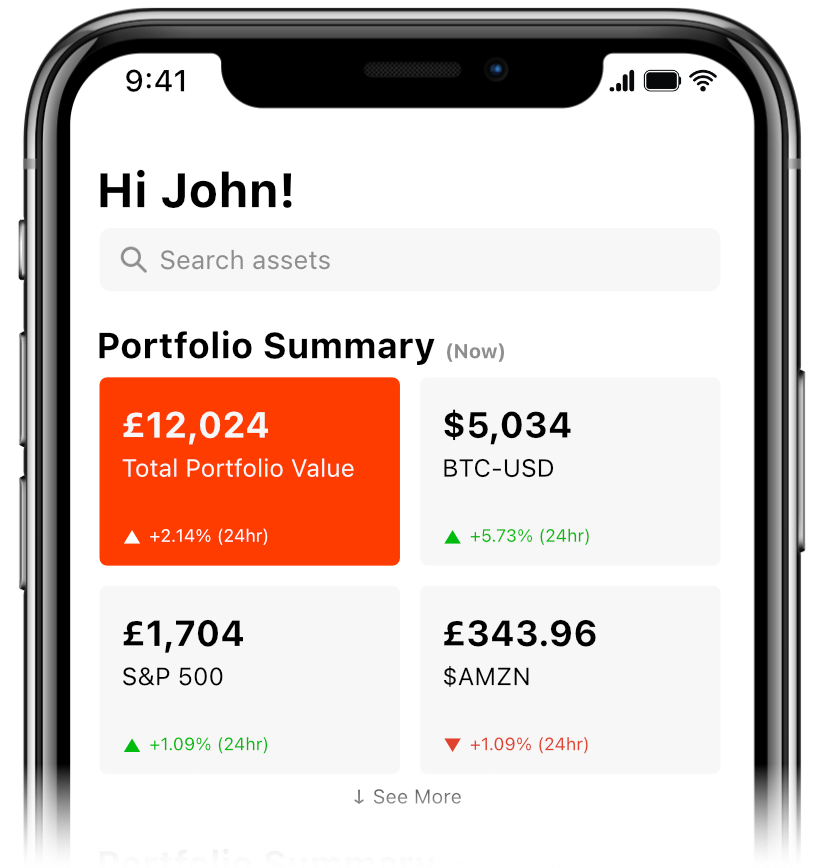 9:41
Hi John!
Search assets
Portfolio Summary (Now)
£12,024
Total Portfolio Value
▲ +2.14% (24hr)
$5,034
BTC-USD
▲ +5.73% (24hr)
£1,704
S&P 500
▲ +1.09% (24hr)
£343.96
$AMZN
▼ +1.09% (24hr)
↓ See More
Portfolio Summary